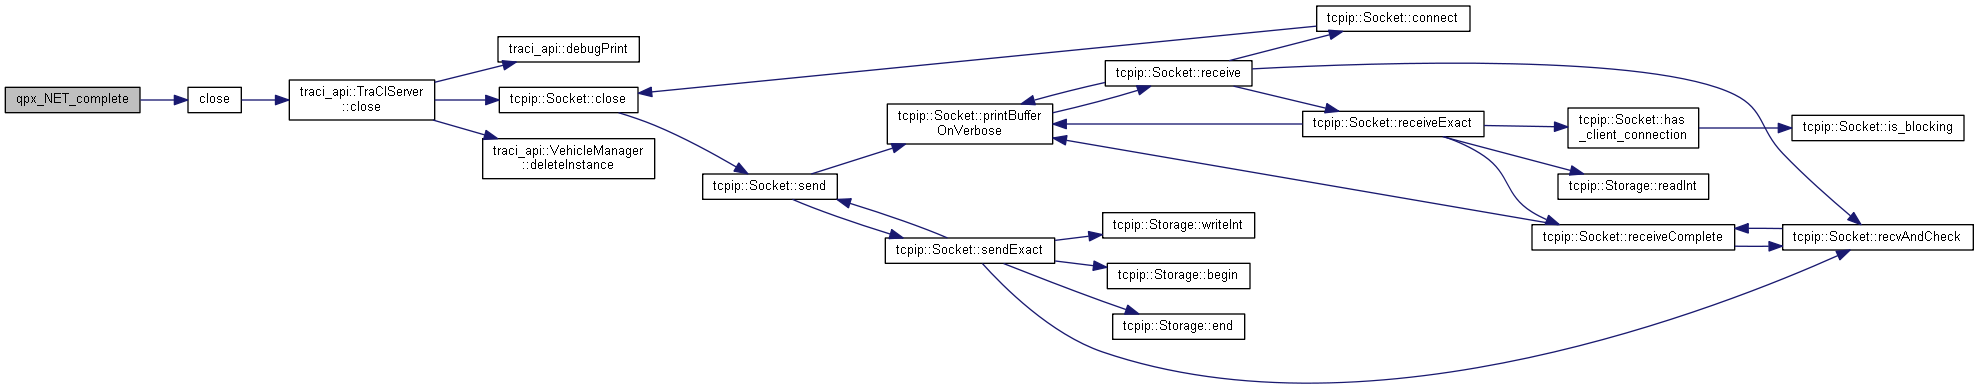 qpx_NET_complete
close
traci_api::TraCIServer
::close
traci_api::debugPrint
tcpip::Socket::close
traci_api::VehicleManager
::deleteInstance
tcpip::Socket::send
tcpip::Socket::printBuffer
OnVerbose
tcpip::Socket::sendExact
tcpip::Socket::receive
tcpip::Storage::writeInt
tcpip::Storage::begin
tcpip::Storage::end
tcpip::Socket::connect
tcpip::Socket::receiveExact
tcpip::Socket::has
_client_connection
tcpip::Storage::readInt
tcpip::Socket::receiveComplete
tcpip::Socket::is_blocking
tcpip::Socket::recvAndCheck